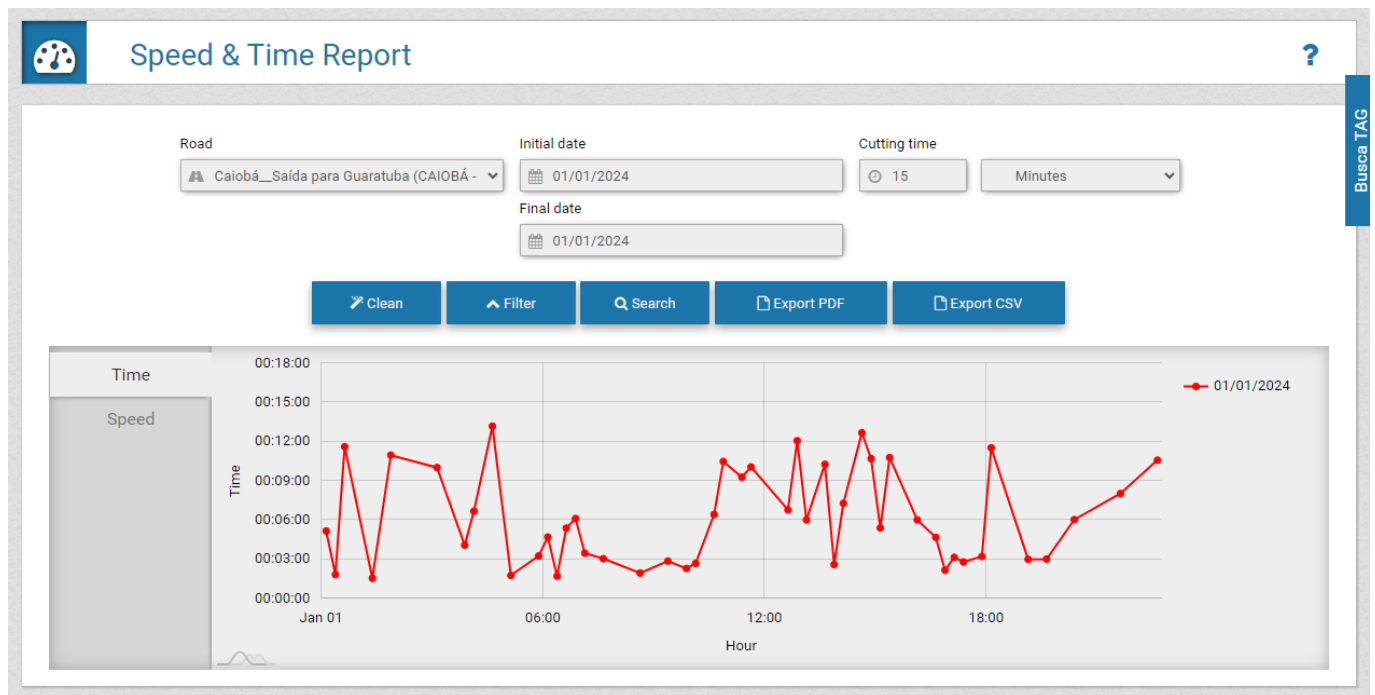 Speed & Time Report
?
Busca TAG
Road
Initial date
Cutting time
Caiobá__Saída para Guaratuba (CAIOBÁ -
01/01/2024
15
Minutes
Final date
01/01/2024
Clean
Filter
Search
Export PDF
Export CSV
Time
Speed
00:18:00
00:15:00
00:12:00
00:09:00
00:06:00
00:03:00
00:00:00
Time
Jan 01
06:00
12:00
18:00
Hour
01/01/2024